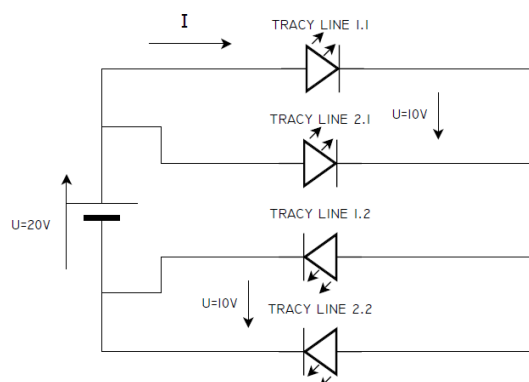 I
TRACY LINE 1.1
TRACY LINE 2.1
U=10V
TRACY LINE 1.2
U=20V
U=10V
TRACY LINE 2.2